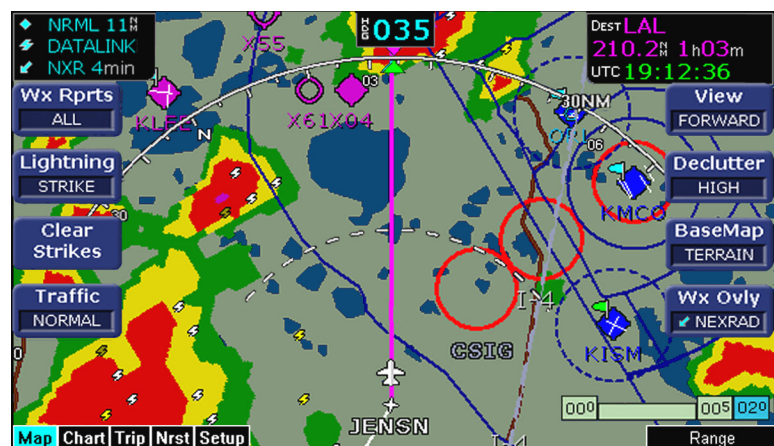 NRML 11NM
DATALINK
NXR 4min
HDG 035
DEST LAL
210.2NM 1h03m
UTC 19:12:36
X55
03
30NM
Wx Rprts
ALL
View
FORWARD
KLEE
X61
X04
N
06
Lightning
STRIKE
Declutter
HIGH
KMCO
30
Clear
Strikes
BaseMap
TERRAIN
Traffic
NORMAL
I-4
Wx Ovly
NEXRAD
CSIG
KISM
000
005
020
JENSN
I-4
Map
Chart
Trip
Nrst
Setup
Range